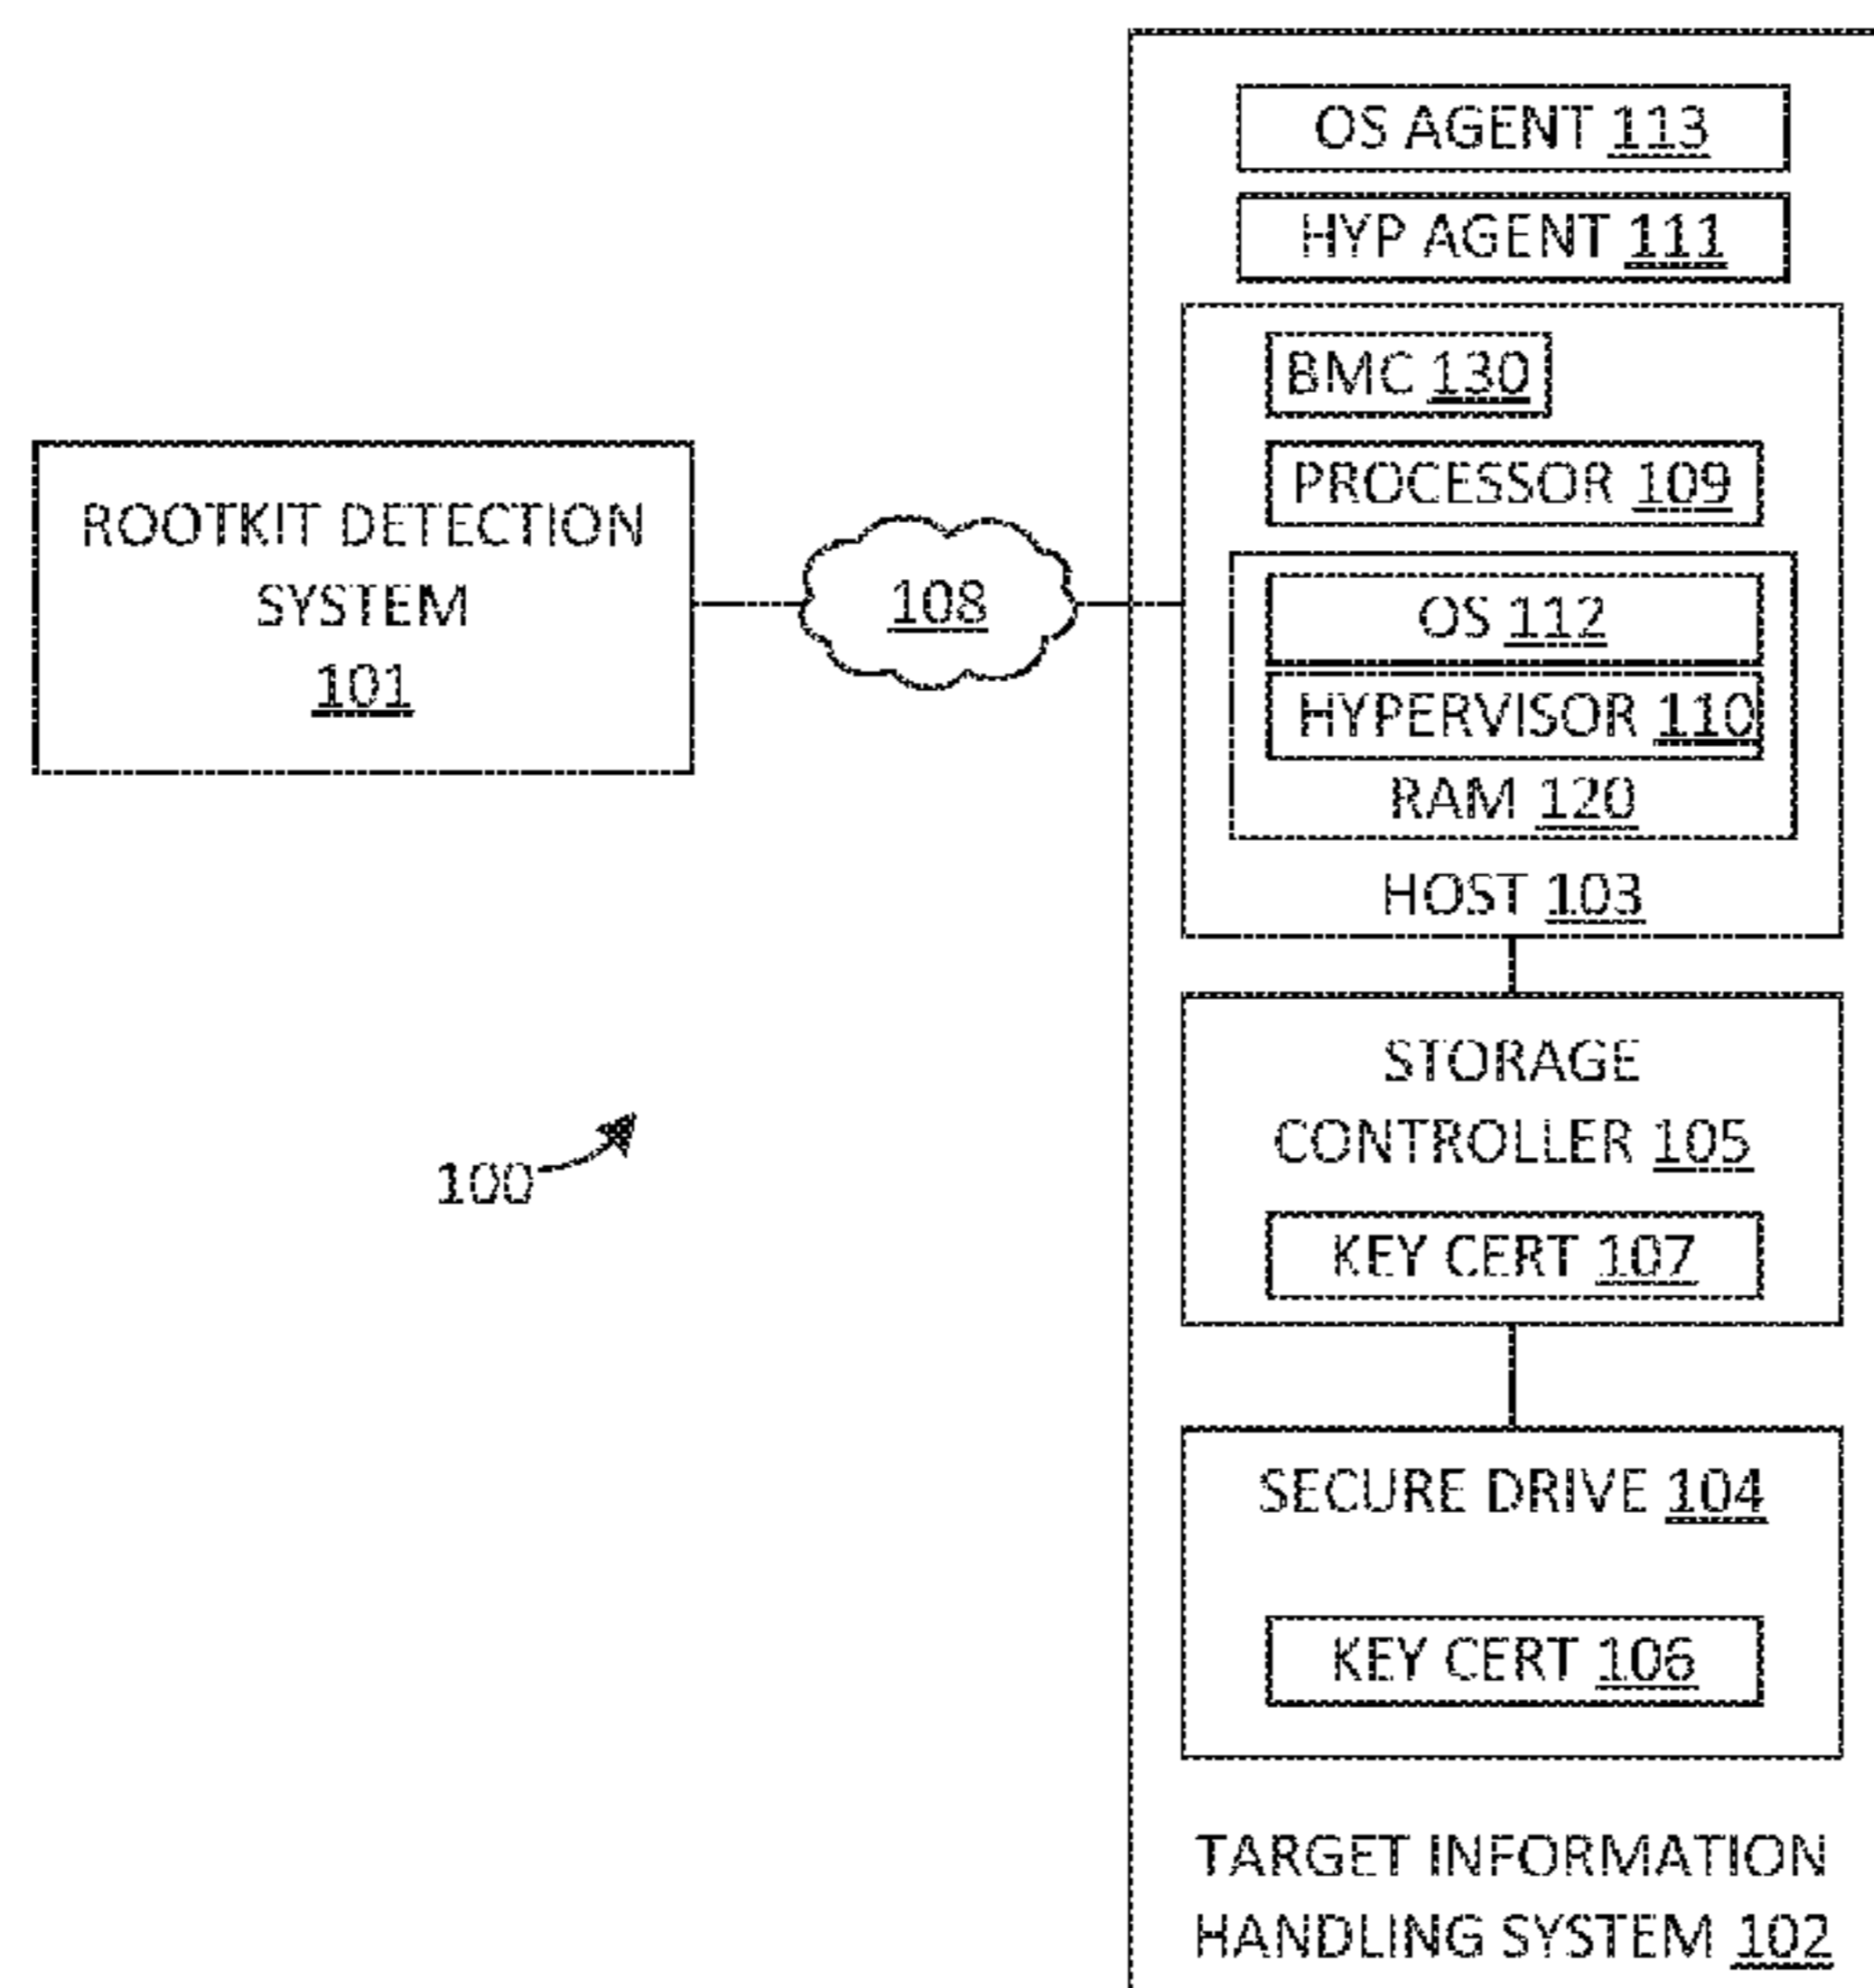 OS AGENT 113
HYP AGENT 111
BMC 130
PROCESSOR 109
OS 112
HYPERVISOR 110
RAM 120
HOST 103
ROOTKIT DETECTION
SYSTEM
101
108
STORAGE
CONTROLLER 105
KEY CERT 107
100
SECURE DRIVE 104
KEY CERT 106
TARGET INFORMATION
HANDLING SYSTEM 102